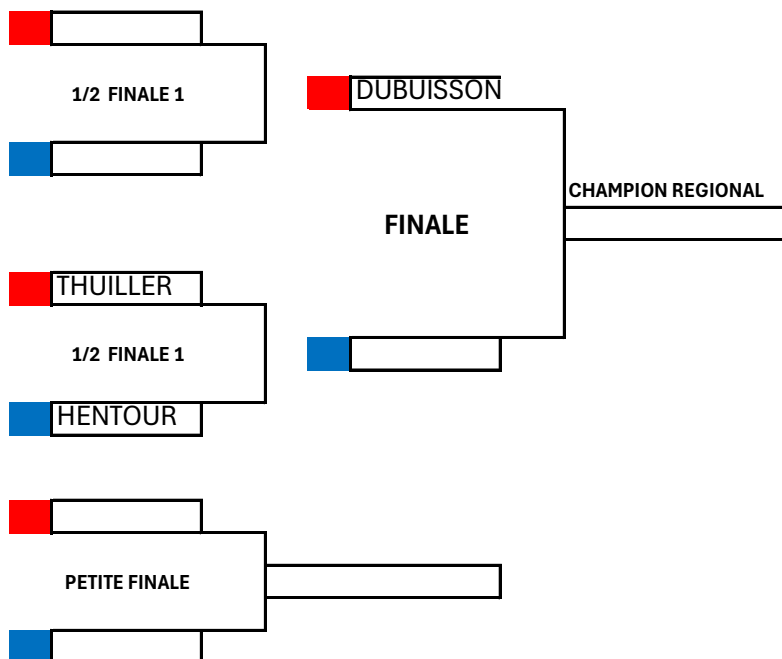 1/2 FINALE 1
DUBUISSON
CHAMPION REGIONAL
FINALE
THUILLER
1/2 FINALE 1
HENTOUR
PETITE FINALE